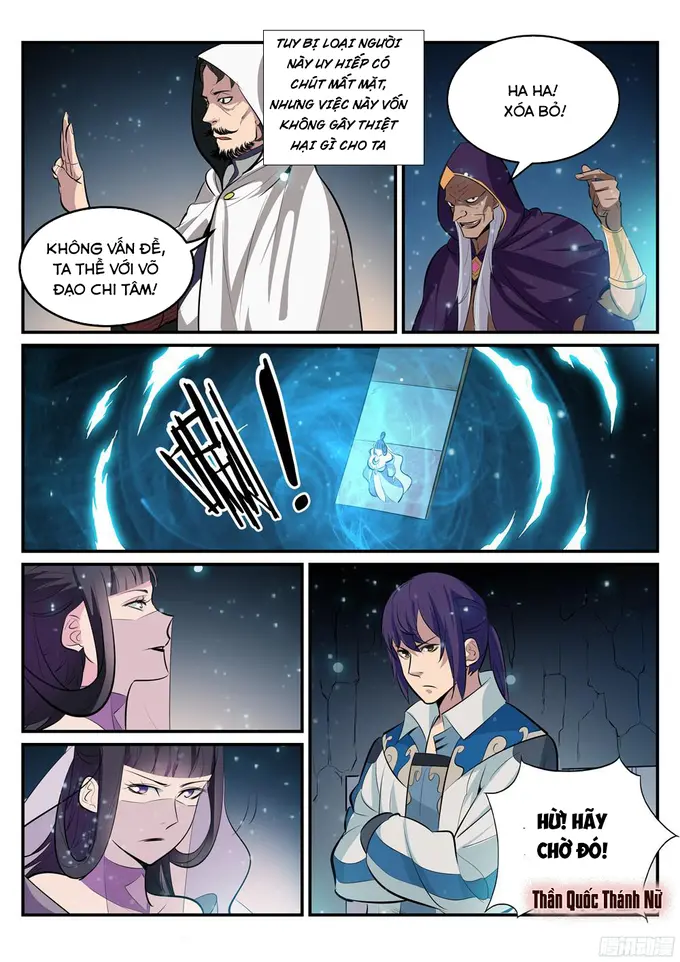 TUY BỊ LOẠI NGƯỜI
NÀY UY HIẾP CÓ
CHÚT MẤT MẶT,
NHƯNG VIỆC NÀY VỐN
KHÔNG GÂY THIỆT
HẠI GÌ CHO TA
HA HA!
XÓA BỎ!
KHÔNG VẤN ĐỀ,
TA THỀ VỚI VÕ
ĐẠO CHI TÂM!
HỪ! HÃY
CHỜ ĐÓ!
Thần Quốc Thánh Nữ